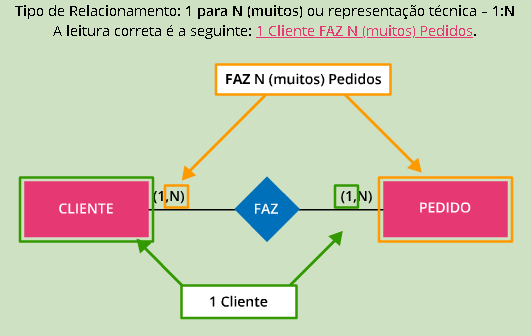 Tipo de Relacionamento: 1 para N (muitos) ou representação técnica – 1:N
A leitura correta é a seguinte: 1 Cliente FAZ N (muitos) Pedidos.
FAZ N (muitos) Pedidos
(1,N) (1,N)
CLIENTE FAZ PEDIDO
1 Cliente